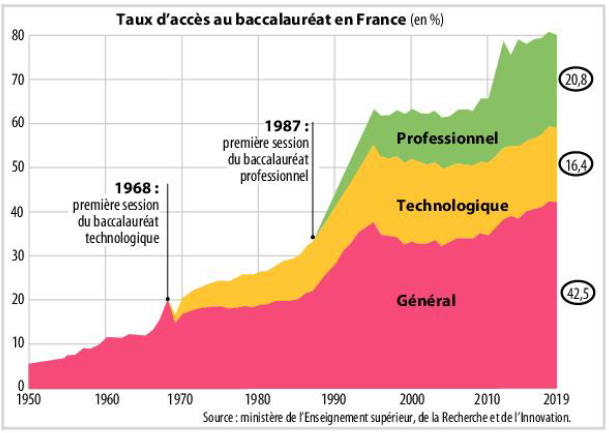 Taux d'accès au baccalauréat en France (en %)
80
70
60
50
40
30
20
10
0
1968 :
première session
du baccalauréat
technologique
1987 :
première session
du baccalauréat
professionnel
Professionnel
Technologique
Général
20,8
16,4
42,5
1950
1960
1970
1980
1990
2000
2010
2019
Source : ministère de l'Enseignement supérieur, de la Recherche et de l'Innovation.